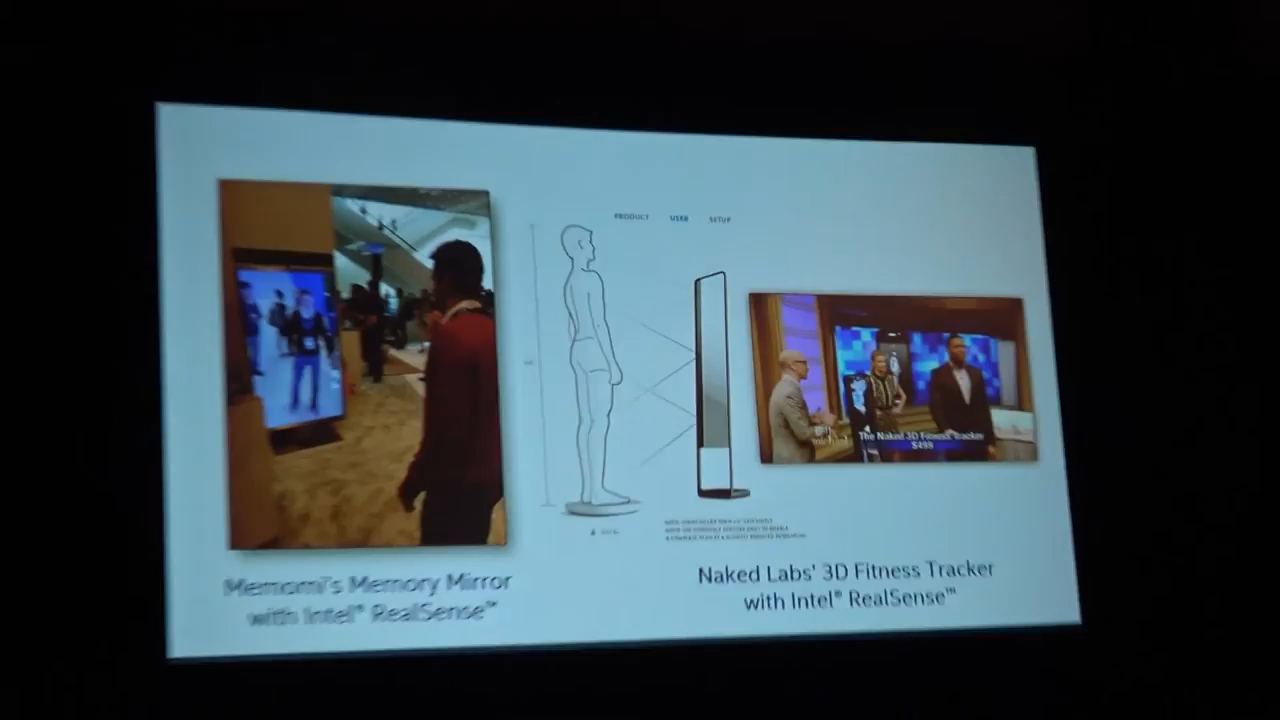 PRODUCT USER SETUP
The Naked 3D Fitness Tracker
$499
Memomi's Memory Mirror
with Intel® RealSense™
Naked Labs' 3D Fitness Tracker
with Intel® RealSense™